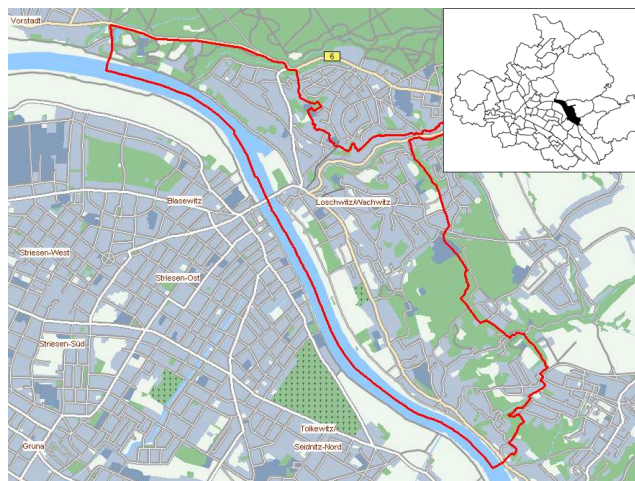 Vorstadt
6
Blasewitz
Loschwitz/Wachwitz
Striesen-West
Striesen-Ost
Striesen-Süd
Tolkewitz/
Seidnitz-Nord
Gruna